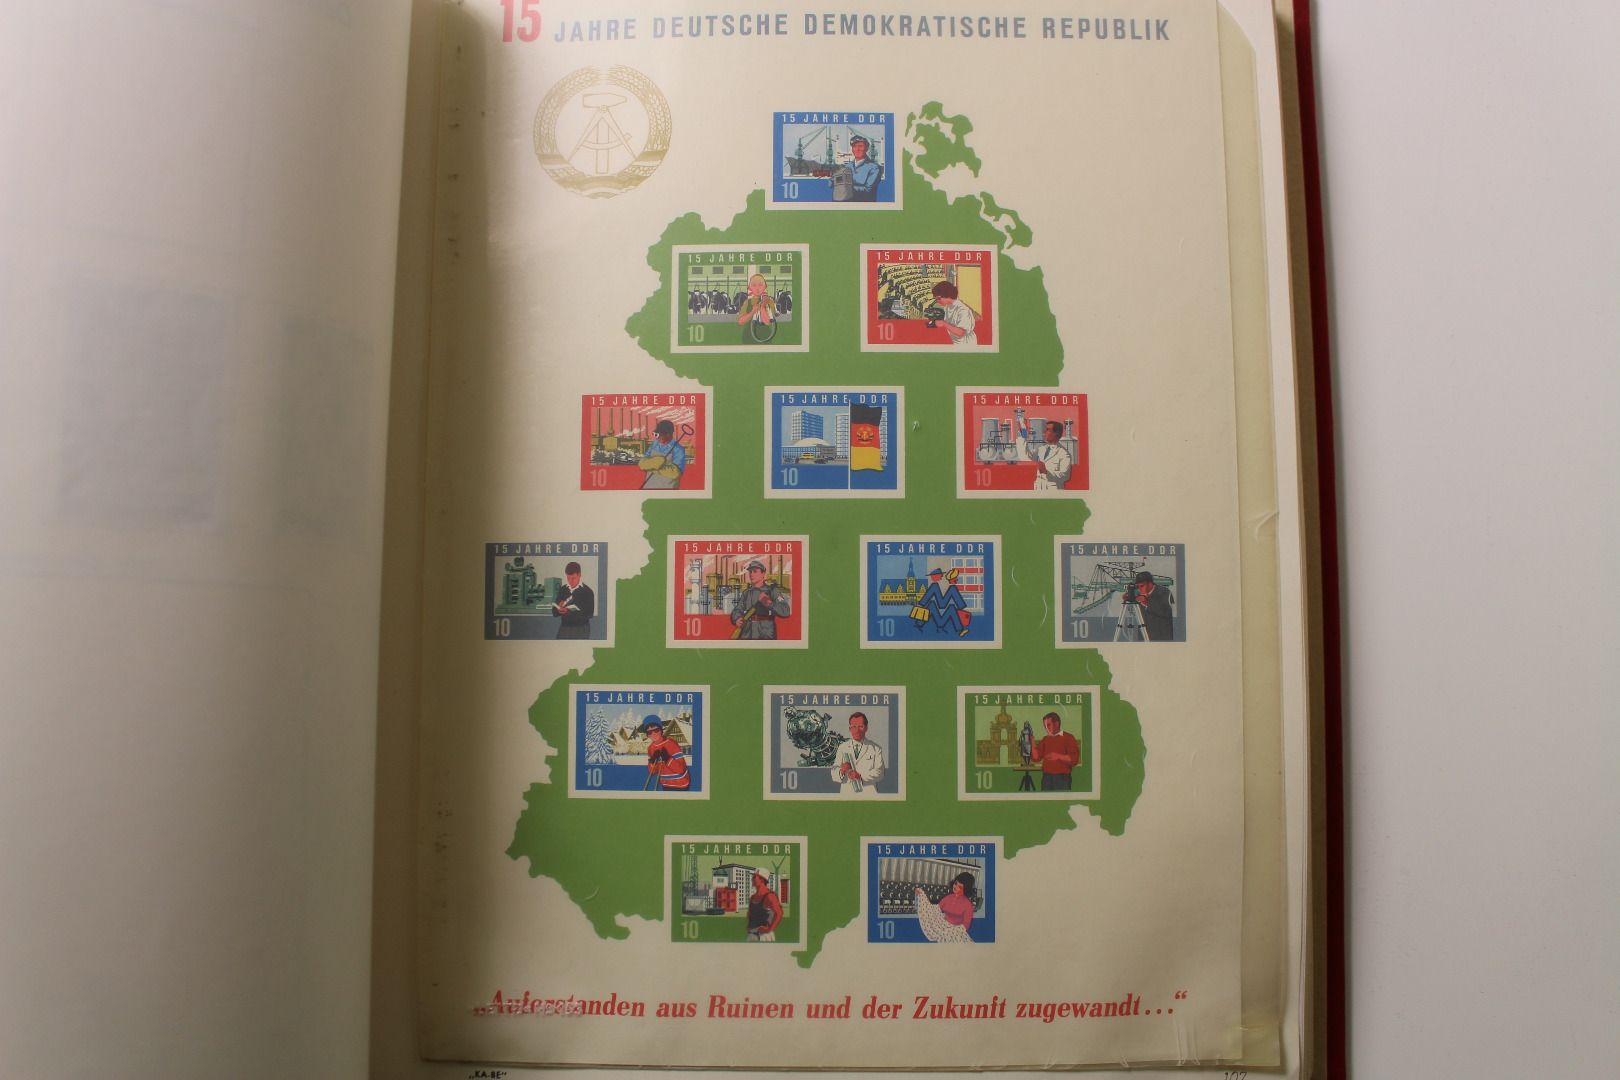 15 JAHRE DEUTSCHE DEMOKRATISCHE REPUBLIK
15 JAHRE DDR
10
15 JAHRE DDR
10
15 JAHRE DDR
10
15 JAHRE DDR
10
15 JAHRE DDR
10
15 JAHRE DDR
10
15 JAHRE DDR
10
15 JAHRE DDR
10
15 JAHRE DDR
10
15 JAHRE DDR
10
15 JAHRE DDR
10
15 JAHRE DDR
10
15 JAHRE DDR
10
15 JAHRE DDR
10
15 JAHRE DDR
10
„Auferstanden aus Ruinen und der Zukunft zugewandt...“
„KA-BE“
107